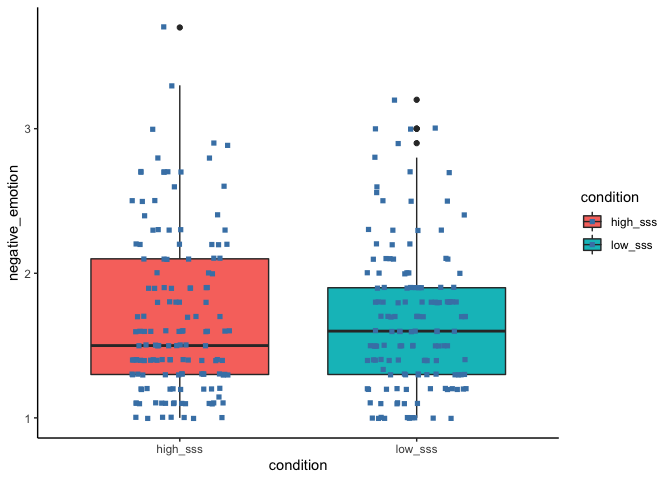 negative_emotion
3
2
1
high_sss
low_sss
condition
condition
high_sss
low_sss